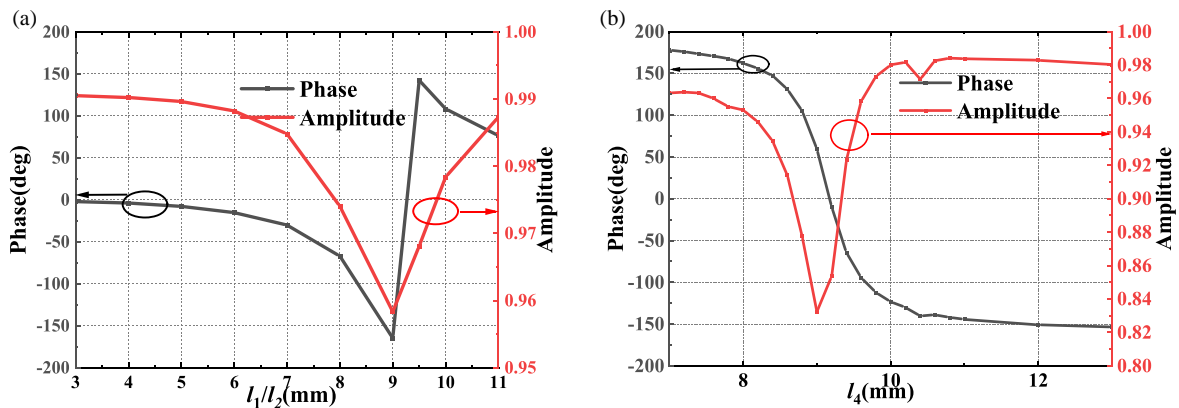 (a)
200
150
100
50
0
-50
-100
-150
-200
Phase(deg)
Phase
Amplitude
1.00
0.99
0.98
0.97
0.96
0.95
Amplitude
3 4 5 6 7 8 9 10 11
l1/l2(mm)
(b)
200
150
100
50
0
-50
-100
-150
-200
Phase(deg)
Phase
Amplitude
1.00
0.98
0.96
0.94
0.92
0.90
0.88
0.86
0.84
0.82
0.80
Amplitude
8 10 12
l4(mm)